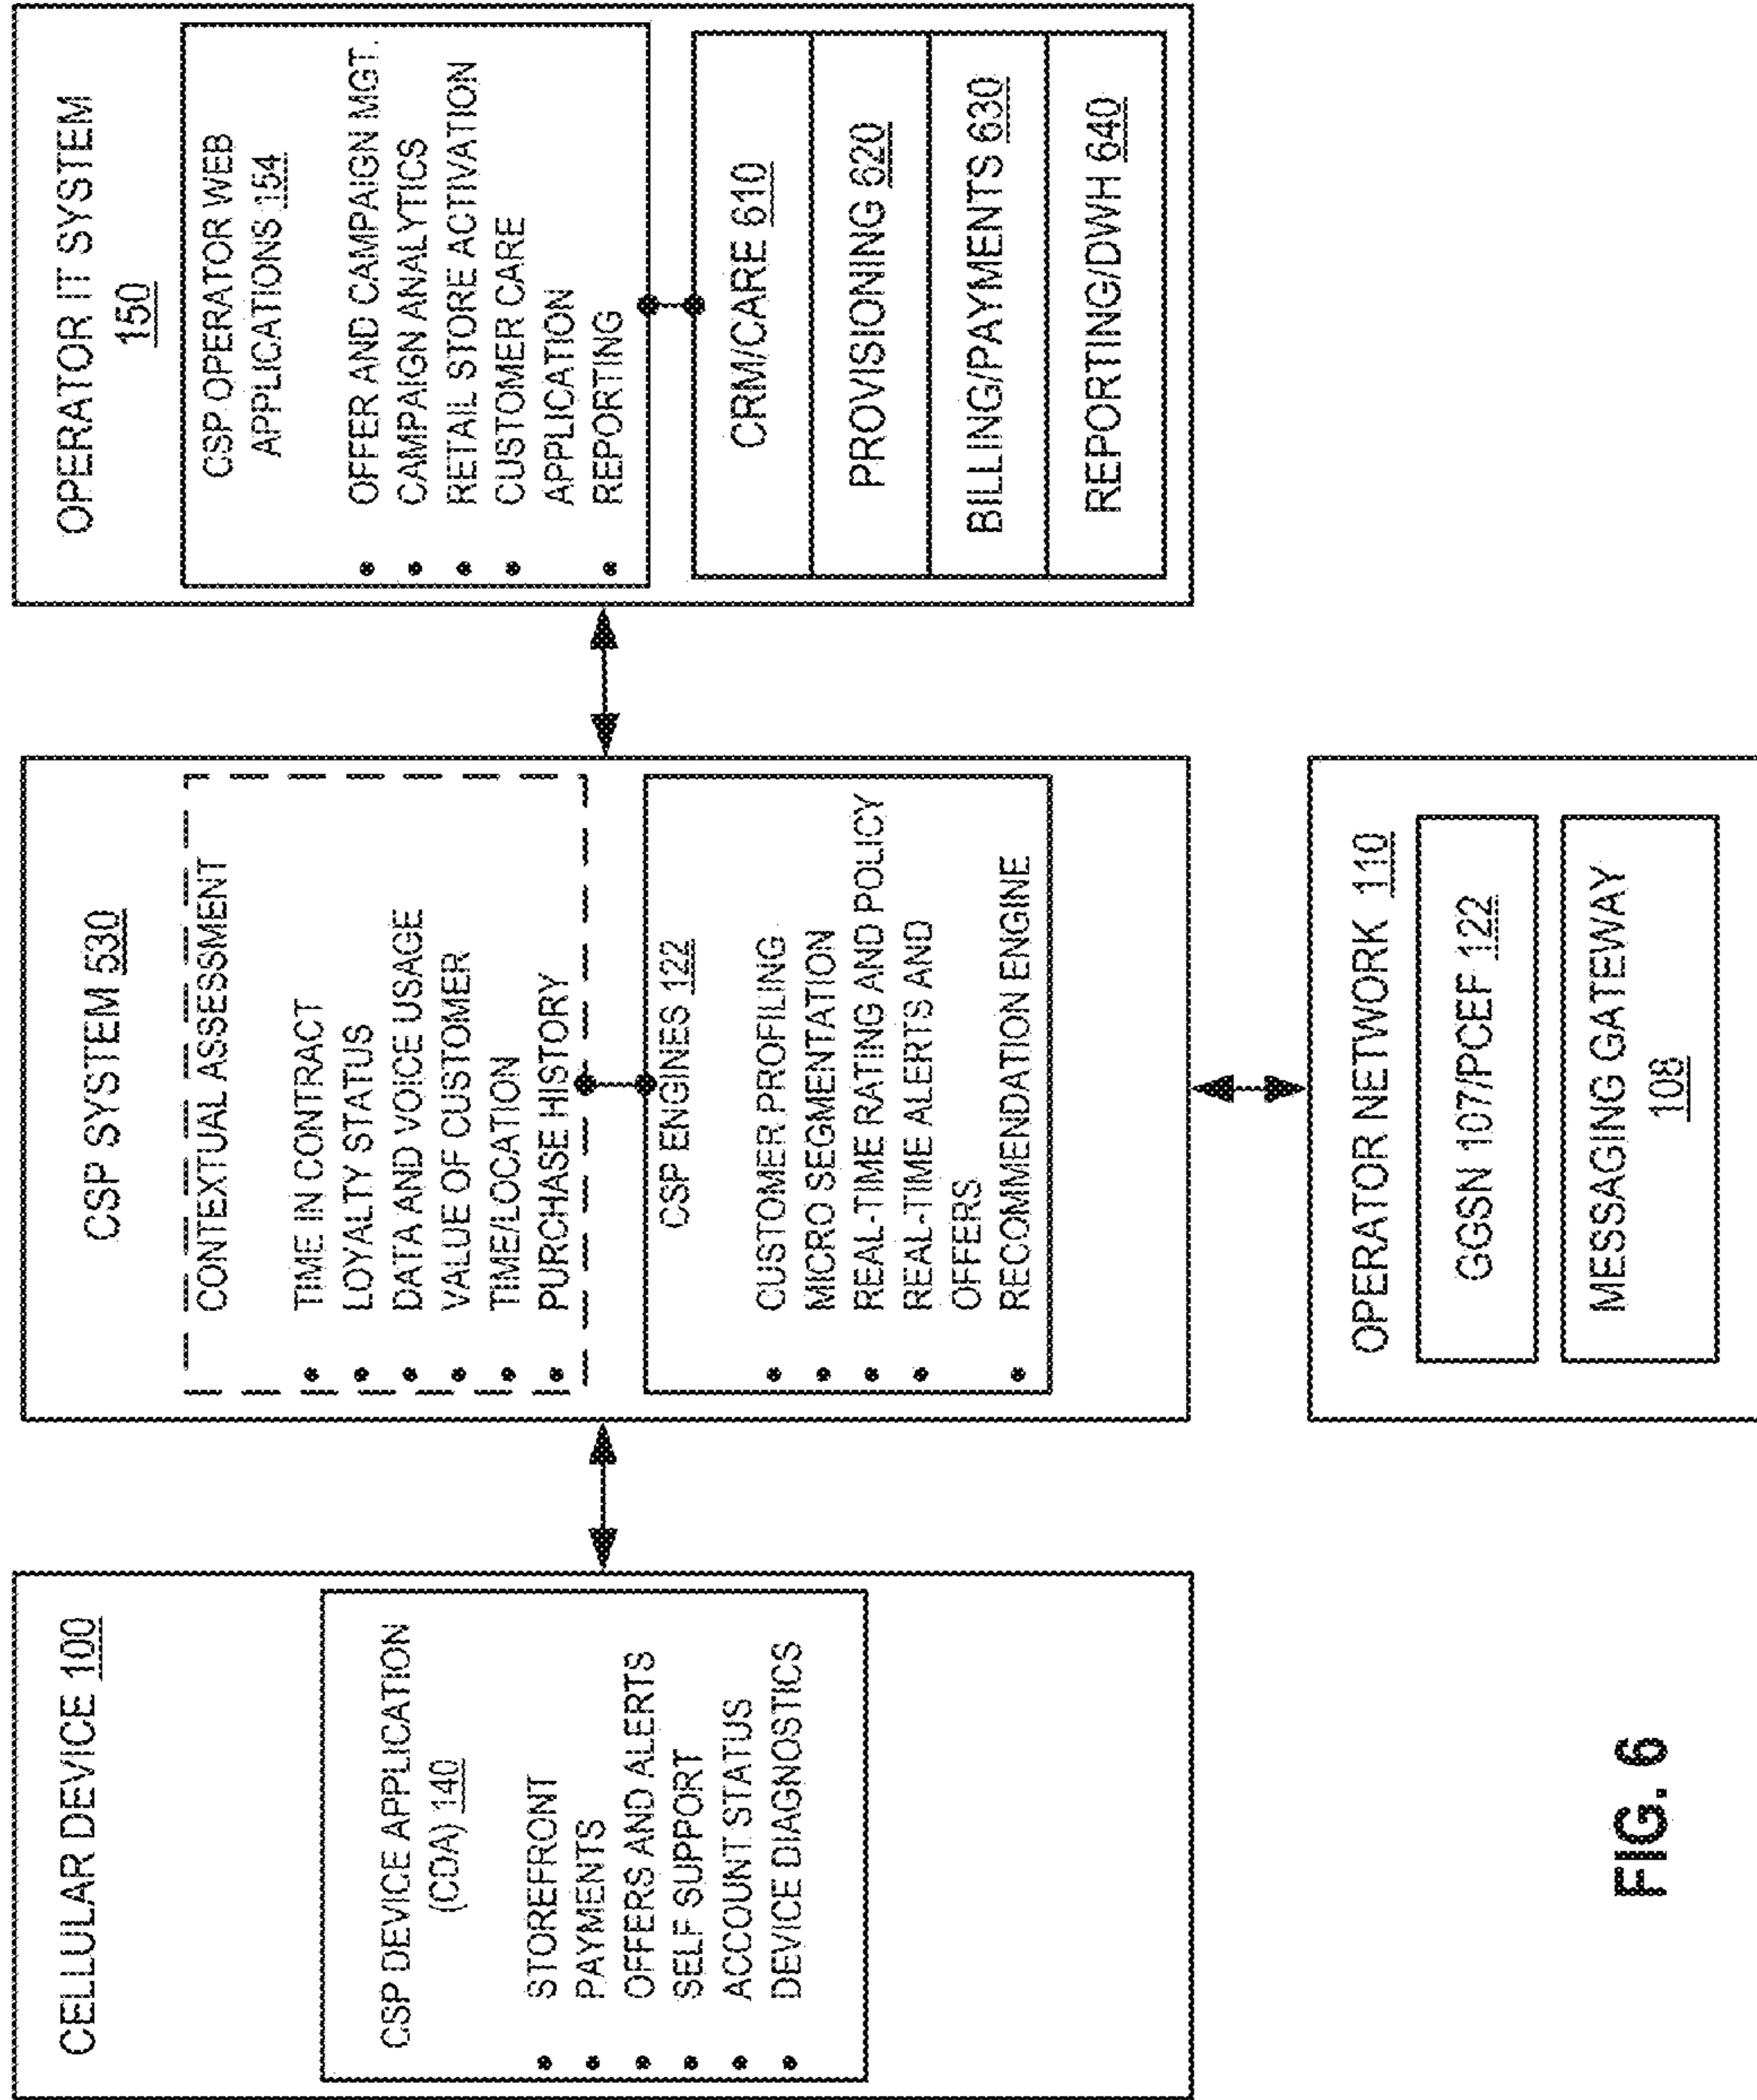 CELLULAR DEVICE 100
CSP DEVICE APPLICATION
(CDA) 140
• STOREFRONT
• PAYMENTS
• OFFERS AND ALERTS
• SELF SUPPORT
• ACCOUNT STATUS
• DEVICE DIAGNOSTICS
CSP SYSTEM 530
CONTEXTUAL ASSESSMENT
• TIME IN CONTRACT
• LOYALTY STATUS
• DATA AND VOICE USAGE
• VALUE OF CUSTOMER
• TIME/LOCATION
• PURCHASE HISTORY
CSP ENGINES 122
• CUSTOMER PROFILING
• MICRO SEGMENTATION
• REAL-TIME RATING AND POLICY
• REAL-TIME ALERTS AND
OFFERS
• RECOMMENDATION ENGINE
OPERATOR IT SYSTEM
150
CSP OPERATOR WEB
APPLICATIONS 154
• OFFER AND CAMPAIGN MGT.
• CAMPAIGN ANALYTICS
• RETAIL STORE ACTIVATION
• CUSTOMER CARE
APPLICATION
• REPORTING
CRM/CARE 610
PROVISIONING 620
BILLING/PAYMENTS 630
REPORTING/DWH 640
OPERATOR NETWORK 110
GGSN 107/PCEF 122
MESSAGING GATEWAY
108
FIG. 6